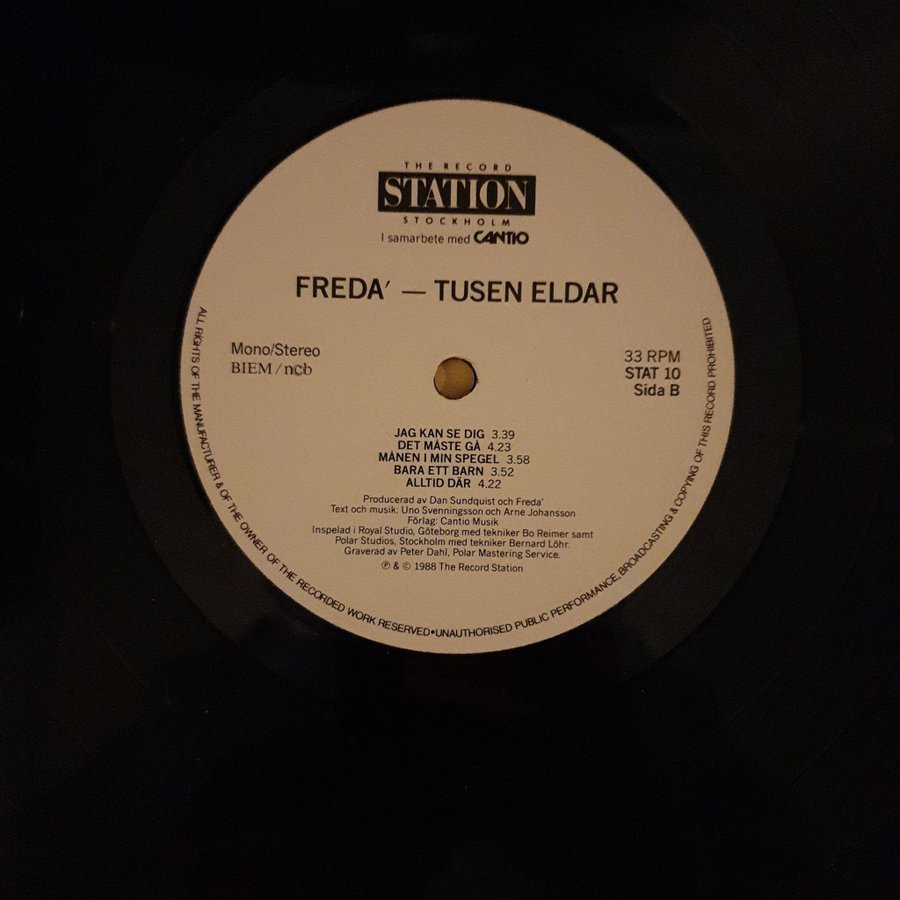 THE RECORD
STATION
STOCKHOLM
I samarbete med CANTIO
FREDA' — TUSEN ELDAR
Mono/Stereo
BIEM/ncb
33 RPM
STAT 10
Sida B
JAG KAN SE DIG 3.39
DET MÅSTE GÅ 4.23
MÅNEN I MIN SPEGEL 3.58
BARA ETT BARN 3.52
ALLTID DÄR 4.22
Producerad av Dan Sundquist och Freda'
Text och musik: Uno Svenningsson och Arne Johansson
Förlag: Cantio Musik
Inspelad i Royal Studio, Göteborg med tekniker Bo Reimer samt
Polar Studios, Stockholm med tekniker Bernard Löhr.
Graverad av Peter Dahl, Polar Mastering Service.
℗ & © 1988 The Record Station
ALL RIGHTS OF THE MANUFACTURER & OF THE OWNER OF THE RECORDED WORK RESERVED•UNAUTHORISED PUBLIC PERFORMANCE, BROADCASTING & COPYING OF THIS RECORD PROHIBITED